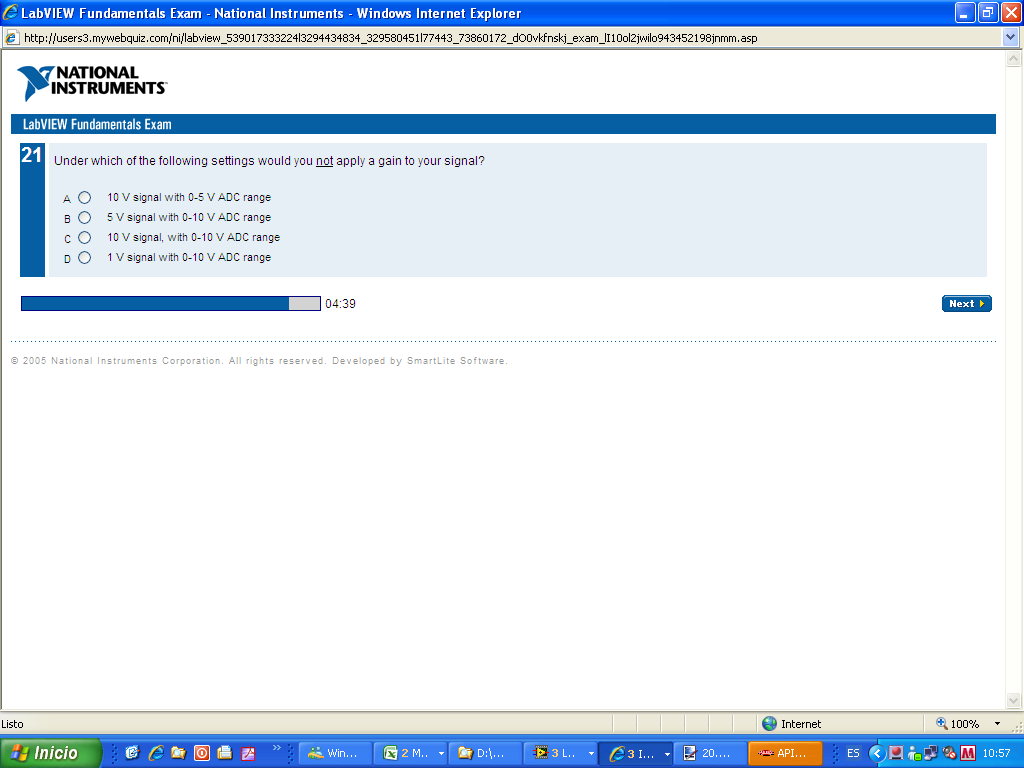 LabVIEW Fundamentals Exam - National Instruments - Windows Internet Explorer
http://users3.mywebquiz.com/ni/labview_539017333224l3294434834_329580451l77443_73860172_dO0vkfnskj_exam_lI10ol2jwilo943452198jnmm.asp
NATIONAL
INSTRUMENTS
LabVIEW Fundamentals Exam
21
Under which of the following settings would you not apply a gain to your signal?
A 10 V signal with 0-5 V ADC range
B 5 V signal with 0-10 V ADC range
C 10 V signal, with 0-10 V ADC range
D 1 V signal with 0-10 V ADC range
04:39
Next
© 2005 National Instruments Corporation. All rights reserved. Developed by SmartLite Software.
Listo
Internet
100%
Inicio
Win...
2 M...
D:\...
3 L...
3 I...
20....
API...
ES
10:57